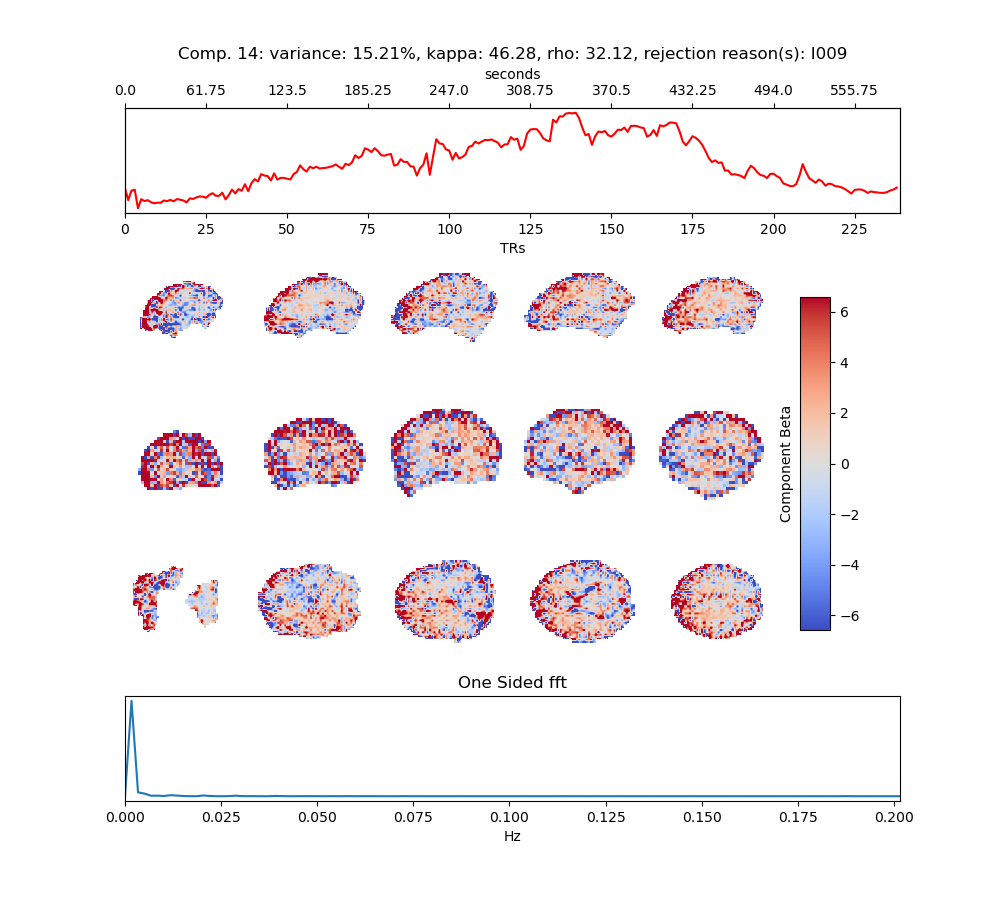 Comp. 14: variance: 15.21%, kappa: 46.28, rho: 32.12, rejection reason(s): I009
seconds
0.0 61.75 123.5 185.25 247.0 308.75 370.5 432.25 494.0 555.75
0 25 50 75 100 125 150 175 200 225
TRs
6
4
2
0
−2
−4
−6
Component Beta
One Sided fft
0.000 0.025 0.050 0.075 0.100 0.125 0.150 0.175 0.200
Hz